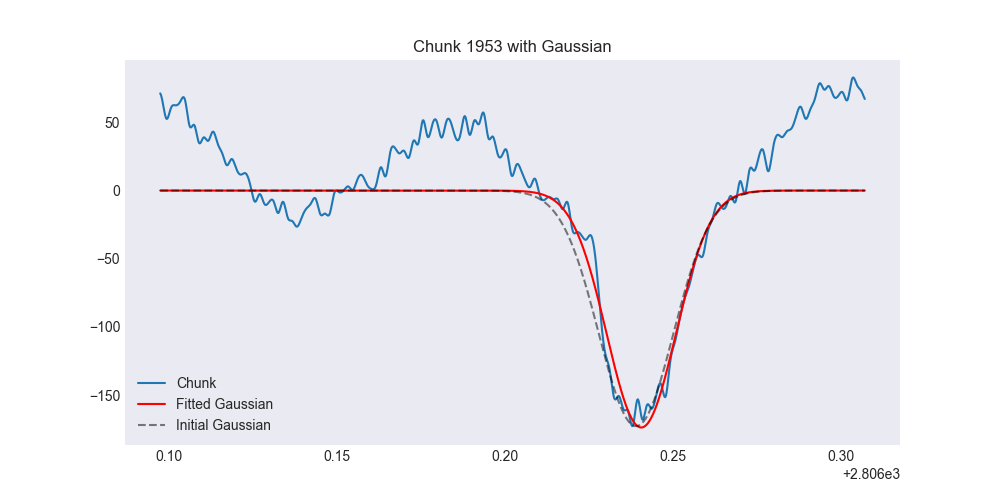 Chunk 1953 with Gaussian
50
0
−50
−100
−150
Chunk
Fitted Gaussian
Initial Gaussian
0.10 0.15 0.20 0.25 0.30
+2.806e3